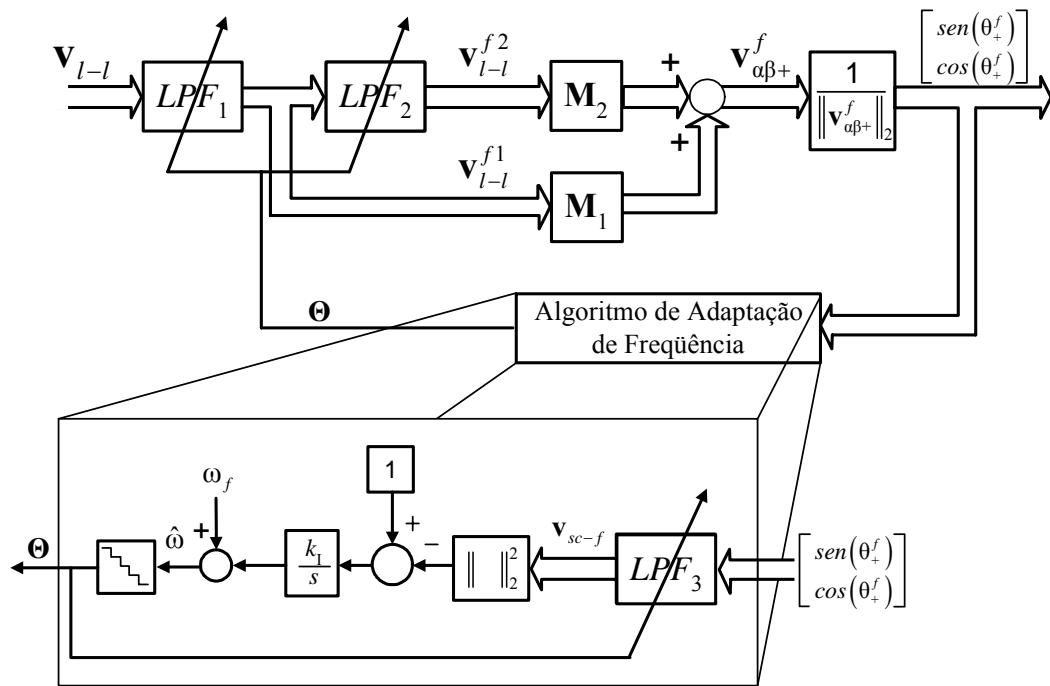 v_{l-l}
LPF_1
LPF_2
v_{l-l}^{f2}
M_2
+
+
v_{αβ+}^{f}
1
‖v_{αβ+}^{f}‖_2
[sen(θ_+^f)
cos(θ_+^f)]
v_{l-l}^{f1}
M_1
Θ
Algoritmo de Adaptação
de Freqüência
Θ
ω̂
+
ω_f
k_I
s
1
+
−
‖ ‖_2^2
v_{sc-f}
LPF_3
[sen(θ_+^f)
cos(θ_+^f)]